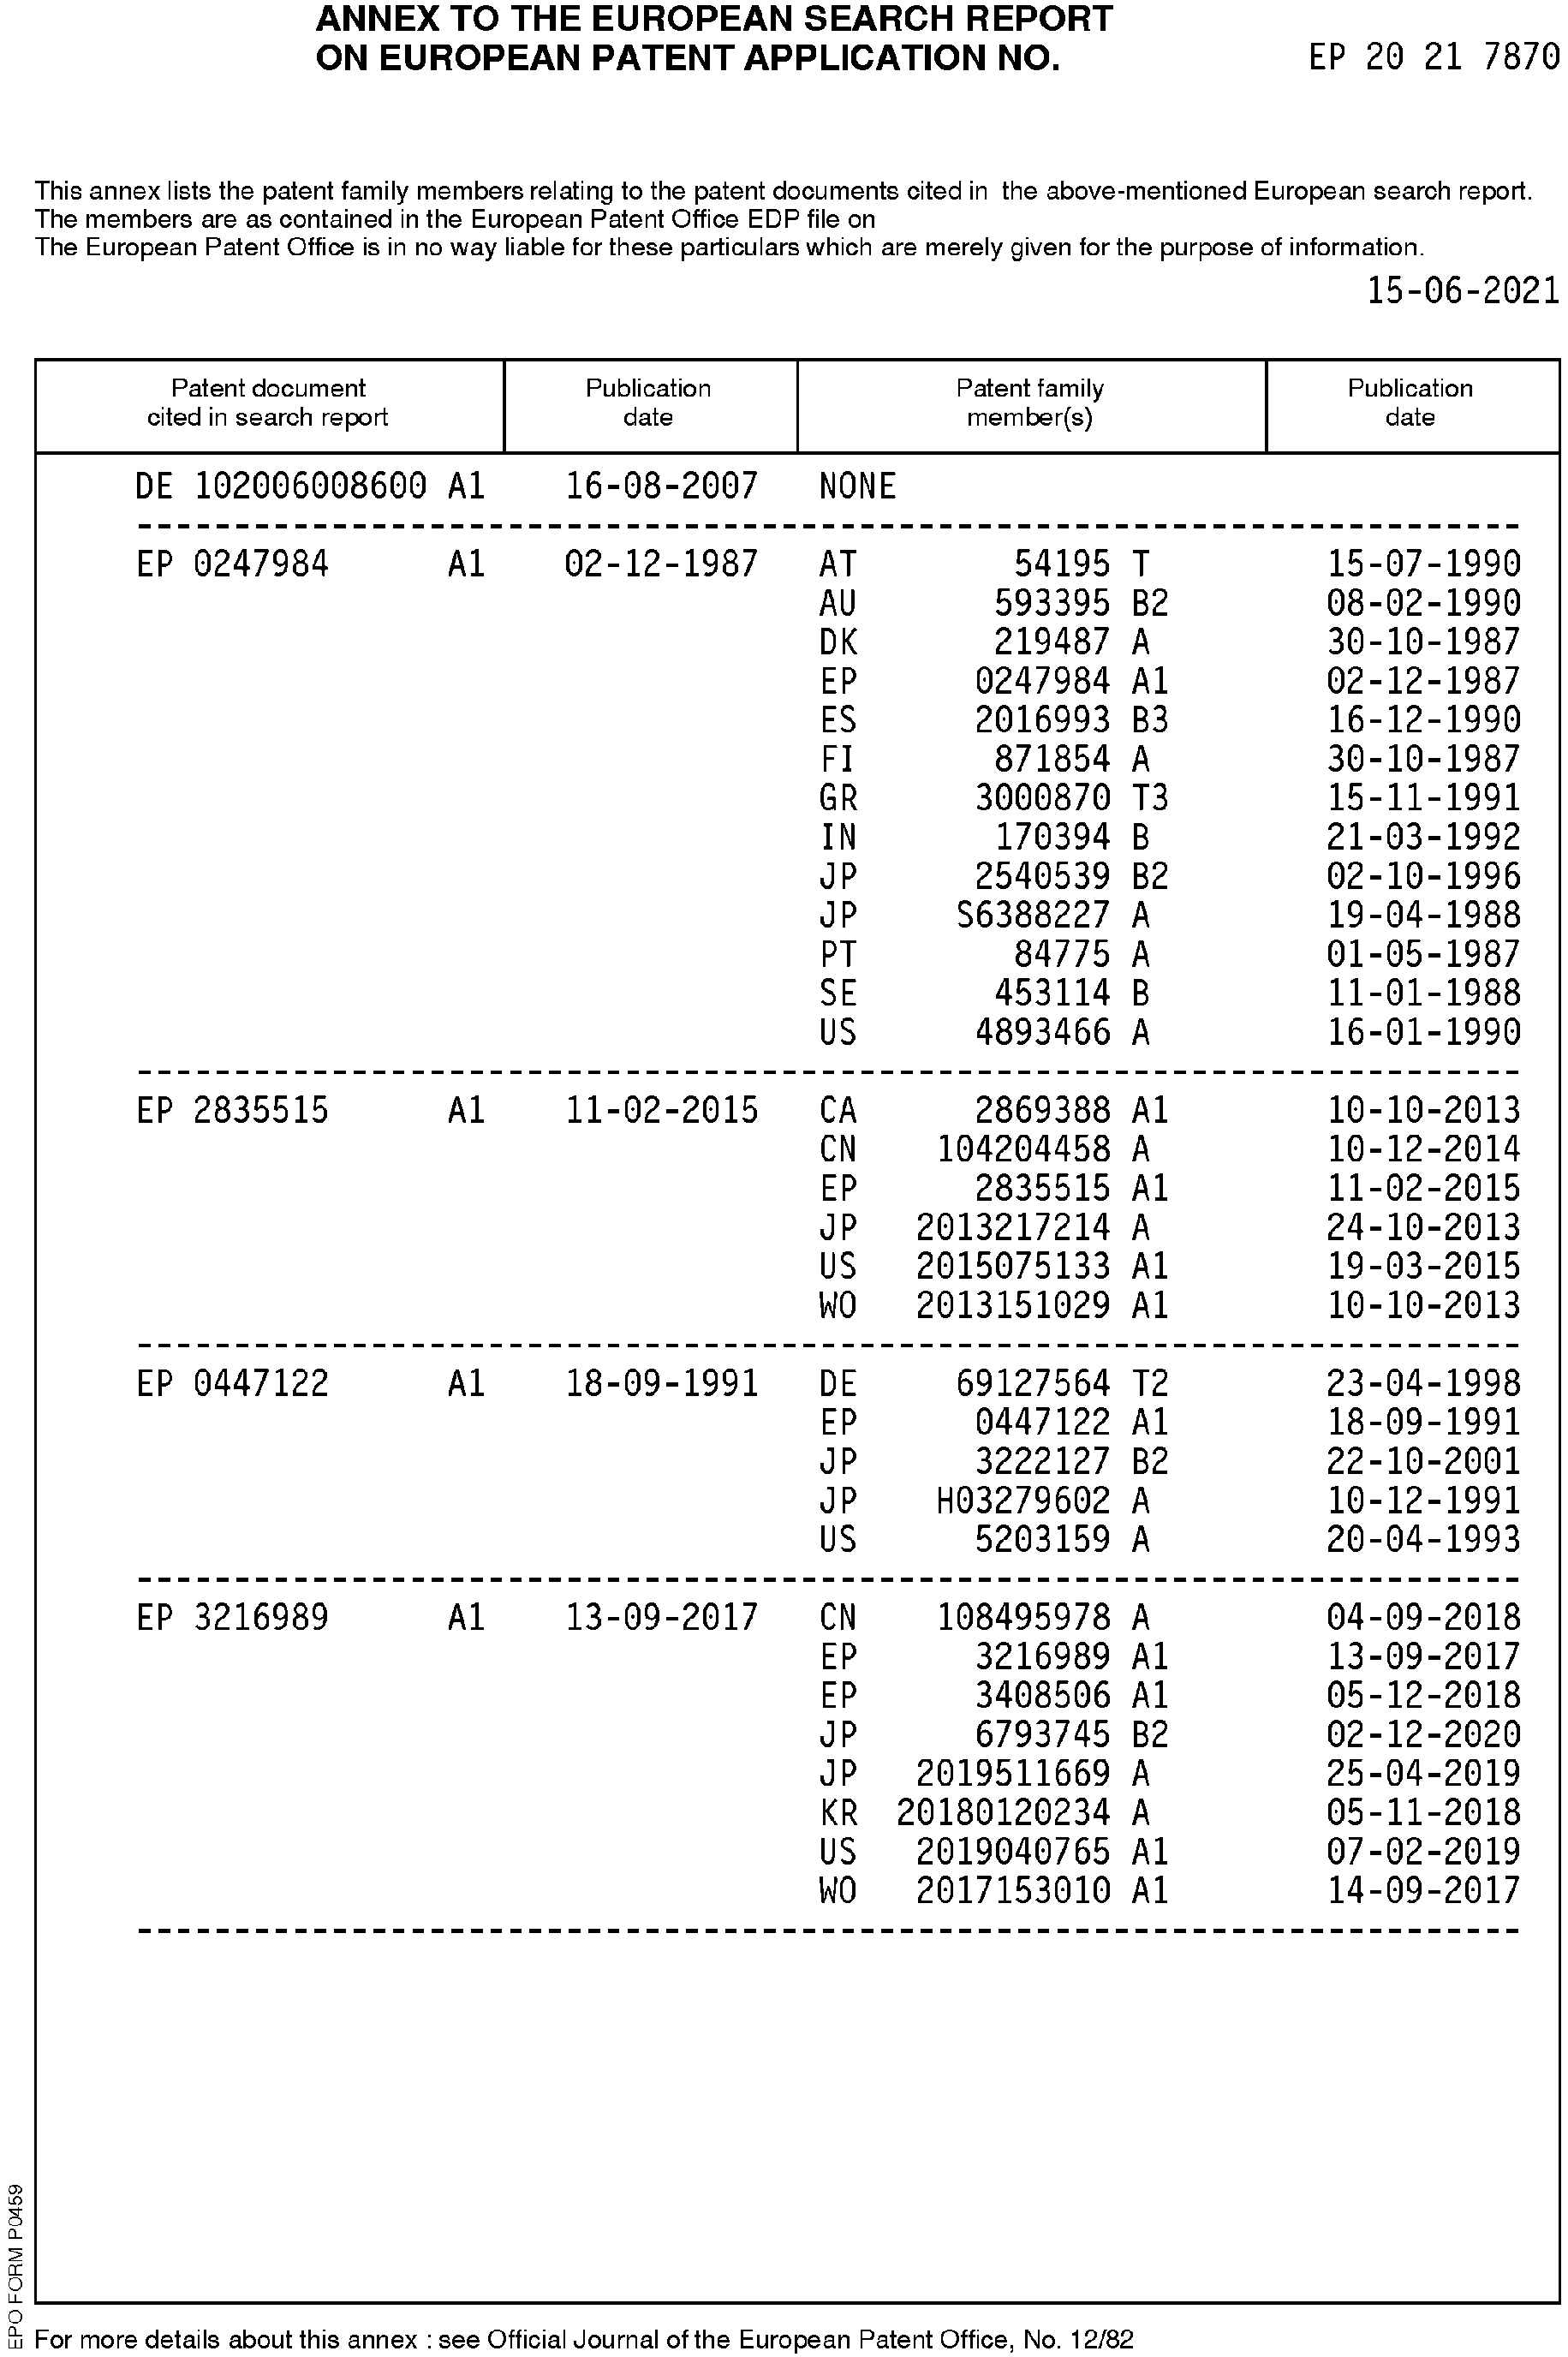 ANNEX TO THE EUROPEAN SEARCH REPORT
ON EUROPEAN PATENT APPLICATION NO. EP 20 21 7870
This annex lists the patent family members relating to the patent documents cited in the above-mentioned European search report.
The members are as contained in the European Patent Office EDP file on
The European Patent Office is in no way liable for these particulars which are merely given for the purpose of information.
15-06-2021
Patent document cited in search report Publication date Patent family member(s) Publication date
DE 102006008600 A1 16-08-2007 NONE
EP 0247984 A1 02-12-1987 AT 54195 T 15-07-1990
AU 593395 B2 08-02-1990
DK 219487 A 30-10-1987
EP 0247984 A1 02-12-1987
ES 2016993 B3 16-12-1990
FI 871854 A 30-10-1987
GR 3000870 T3 15-11-1991
IN 170394 B 21-03-1992
JP 2540539 B2 02-10-1996
JP S6388227 A 19-04-1988
PT 84775 A 01-05-1987
SE 453114 B 11-01-1988
US 4893466 A 16-01-1990
EP 2835515 A1 11-02-2015 CA 2869388 A1 10-10-2013
CN 104204458 A 10-12-2014
EP 2835515 A1 11-02-2015
JP 2013217214 A 24-10-2013
US 2015075133 A1 19-03-2015
WO 2013151029 A1 10-10-2013
EP 0447122 A1 18-09-1991 DE 69127564 T2 23-04-1998
EP 0447122 A1 18-09-1991
JP 3222127 B2 22-10-2001
JP H03279602 A 10-12-1991
US 5203159 A 20-04-1993
EP 3216989 A1 13-09-2017 CN 108495978 A 04-09-2018
EP 3216989 A1 13-09-2017
EP 3408506 A1 05-12-2018
JP 6793745 B2 02-12-2020
JP 2019511669 A 25-04-2019
KR 20180120234 A 05-11-2018
US 2019040765 A1 07-02-2019
WO 2017153010 A1 14-09-2017
EPO FORM P0459
For more details about this annex : see Official Journal of the European Patent Office, No. 12/82